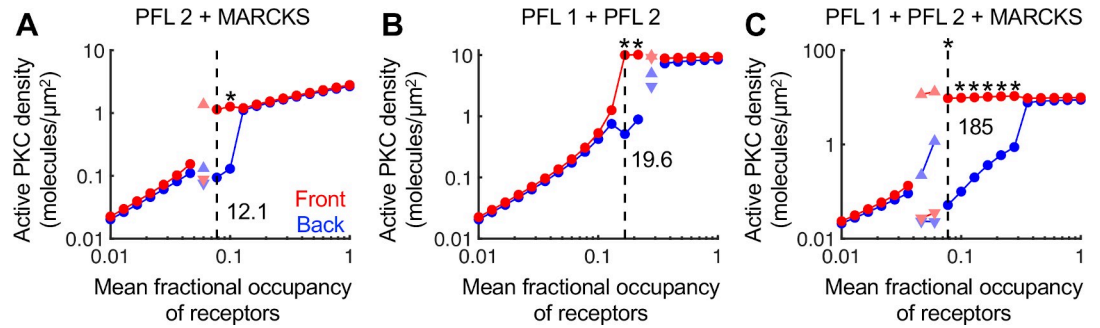 A
PFL 2 + MARCKS
Active PKC density
(molecules/µm²)
10
1
0.1
0.01
*
12.1
Front
Back
0.01
0.1
1
Mean fractional occupancy
of receptors
B
PFL 1 + PFL 2
Active PKC density
(molecules/µm²)
10
1
0.1
0.01
**
19.6
0.01
0.1
1
Mean fractional occupancy
of receptors
C
PFL 1 + PFL 2 + MARCKS
Active PKC density
(molecules/µm²)
100
1
0.01
*
*****
185
0.01
0.1
1
Mean fractional occupancy
of receptors